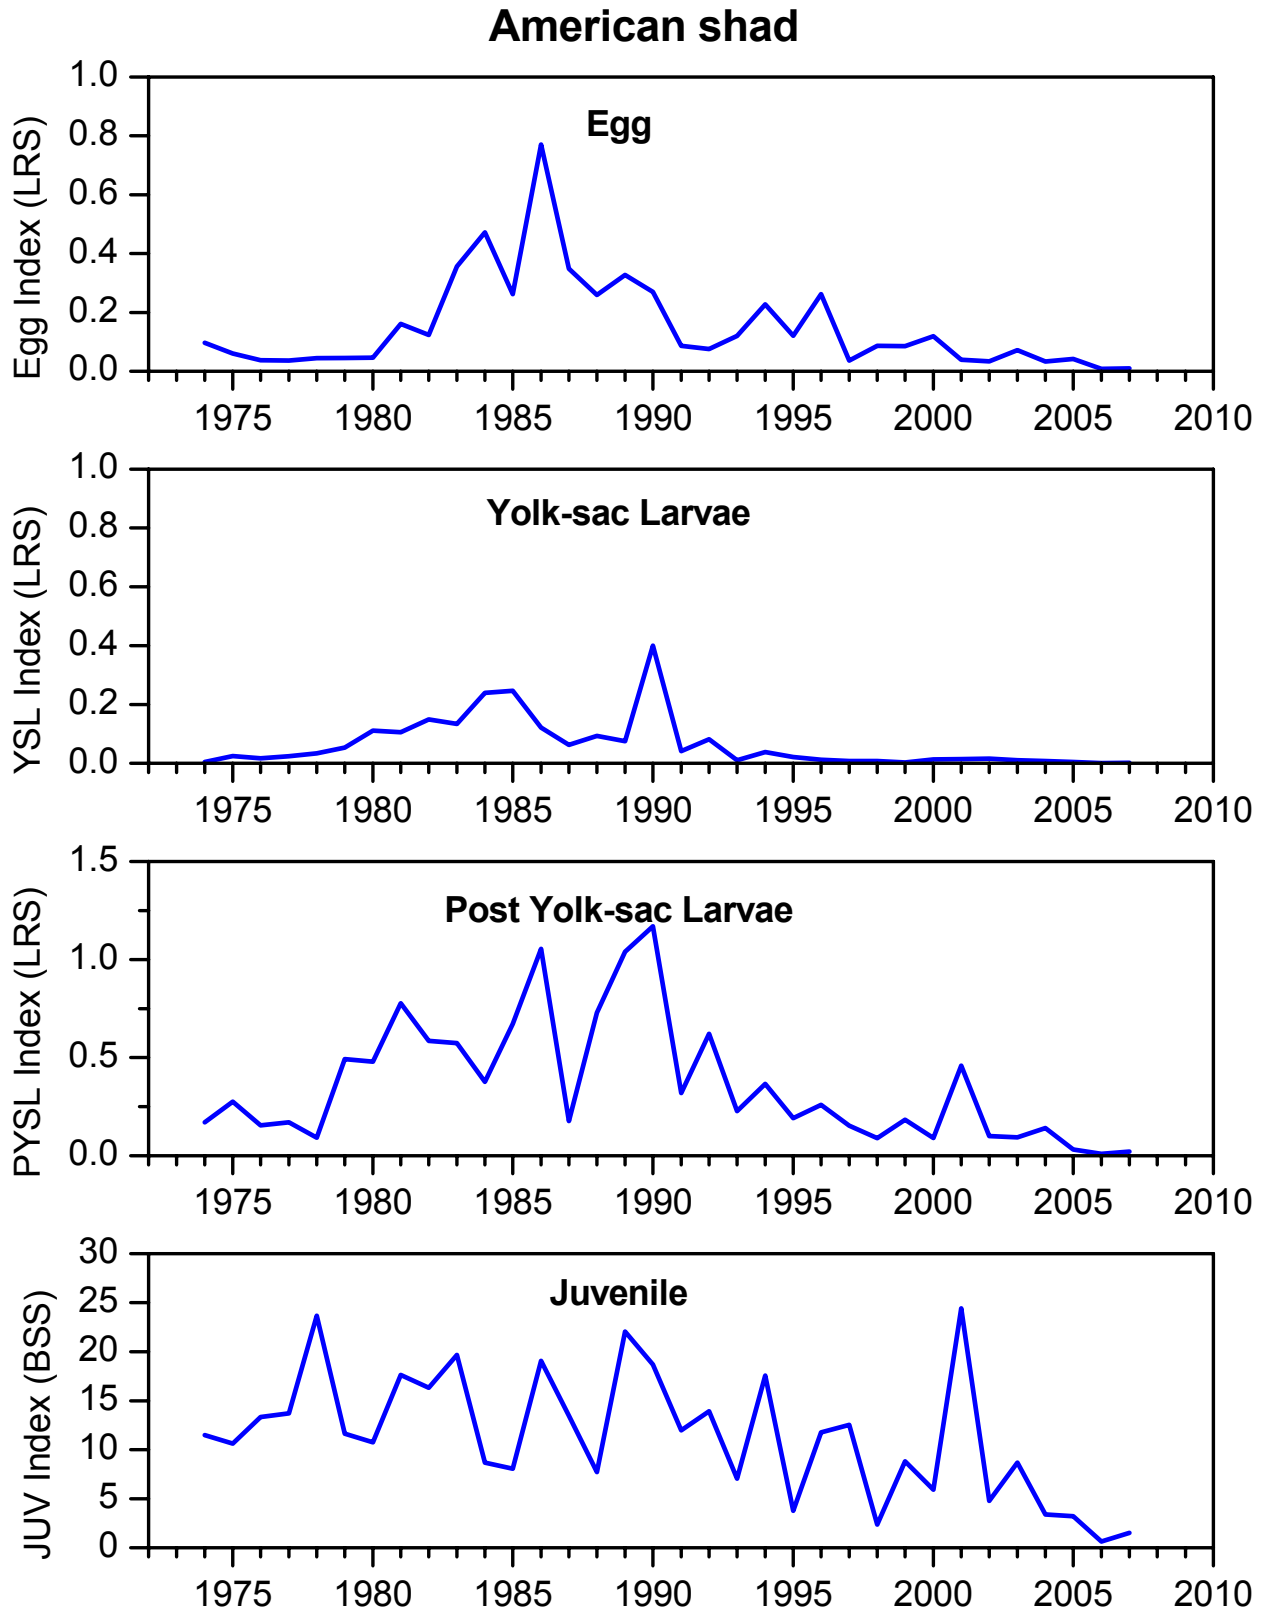 American shad
Egg
Egg Index (LRS)
1.0
0.8
0.6
0.4
0.2
0.0
1975 1980 1985 1990 1995 2000 2005 2010
Yolk-sac Larvae
YSL Index (LRS)
1.0
0.8
0.6
0.4
0.2
0.0
1975 1980 1985 1990 1995 2000 2005 2010
Post Yolk-sac Larvae
PYSL Index (LRS)
1.5
1.0
0.5
0.0
1975 1980 1985 1990 1995 2000 2005 2010
Juvenile
JUV Index (BSS)
30
25
20
15
10
5
0
1975 1980 1985 1990 1995 2000 2005 2010